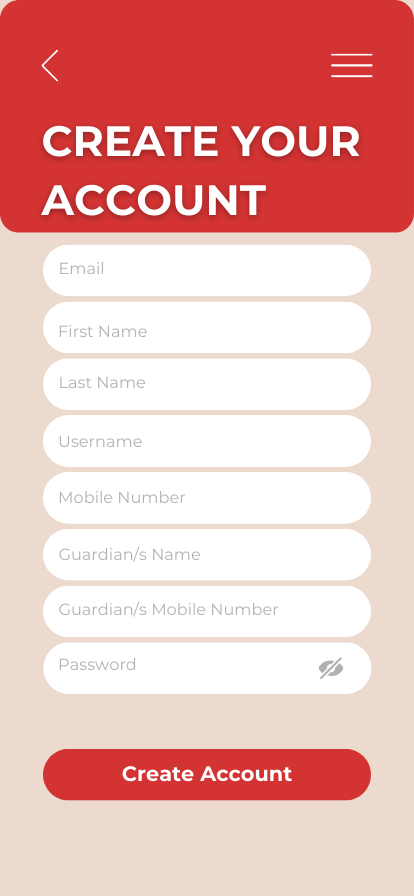 CREATE YOUR
ACCOUNT
Email
First Name
Last Name
Username
Mobile Number
Guardian/s Name
Guardian/s Mobile Number
Password
Create Account